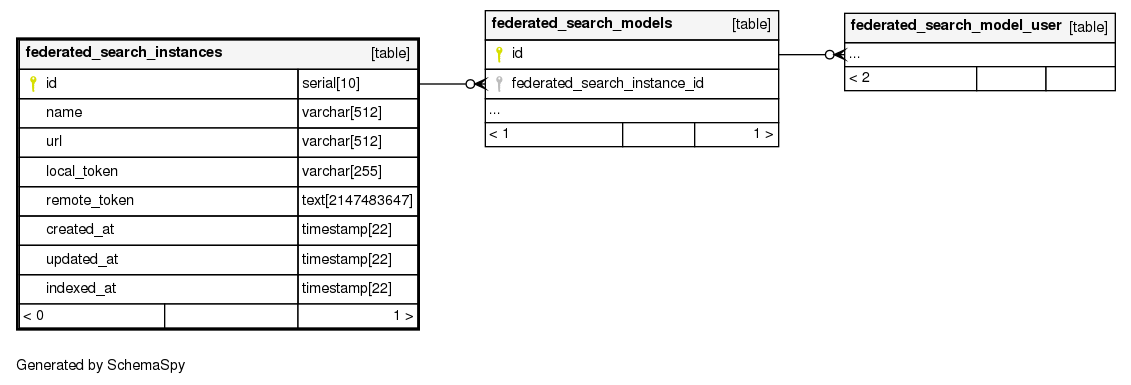 federated_search_instances [table]
id serial[10]
name varchar[512]
url varchar[512]
local_token varchar[255]
remote_token text[2147483647]
created_at timestamp[22]
updated_at timestamp[22]
indexed_at timestamp[22]
< 0 1 >
federated_search_models [table]
id
federated_search_instance_id
...
< 1 1 >
federated_search_model_user [table]
...
< 2
Generated by SchemaSpy